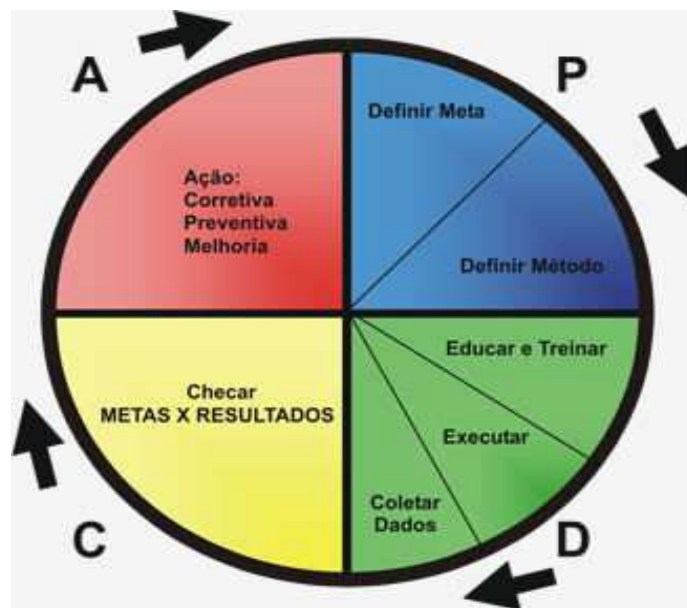 A
P
Definir Meta
Ação:
Corretiva
Preventiva
Melhoria
Definir Método
Educar e Treinar
Checar
METAS X RESULTADOS
Executar
Coletar
Dados
C
D